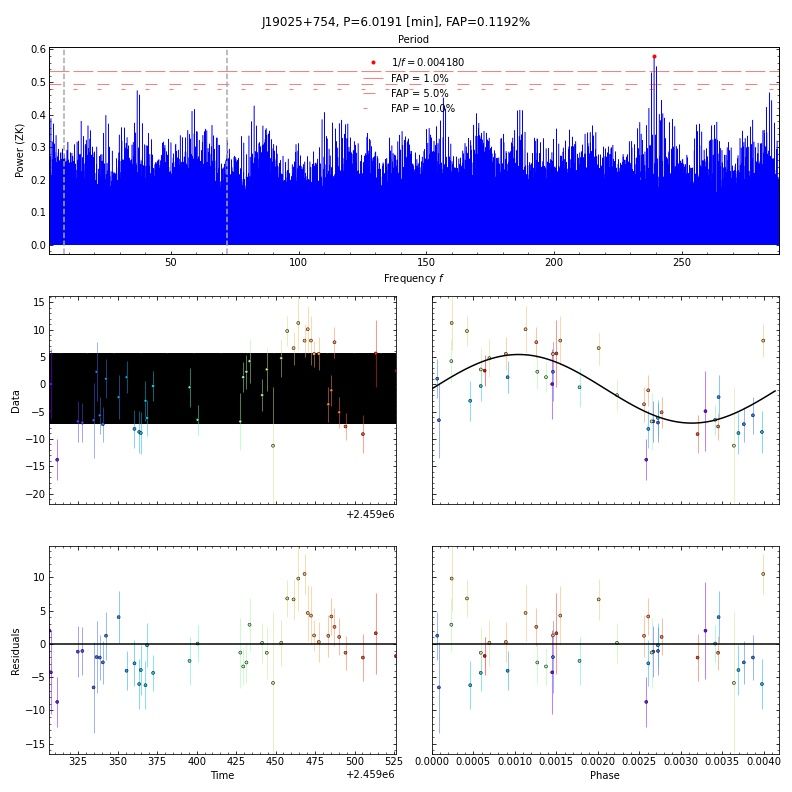 J19025+754, P=6.0191 [min], FAP=0.1192%
Period
0.6
0.5
0.4
0.3
0.2
0.1
0.0
Power (ZK)
1/f = 0.004180
FAP = 1.0%
FAP = 5.0%
FAP = 10.0%
50 100 150 200 250
Frequency f
15
10
5
0
−5
−10
−15
−20
Data
+2.459e6
10
5
0
−5
−10
−15
Residuals
325 350 375 400 425 450 475 500 525
+2.459e6
Time
0.0000 0.0005 0.0010 0.0015 0.0020 0.0025 0.0030 0.0035 0.0040
Phase